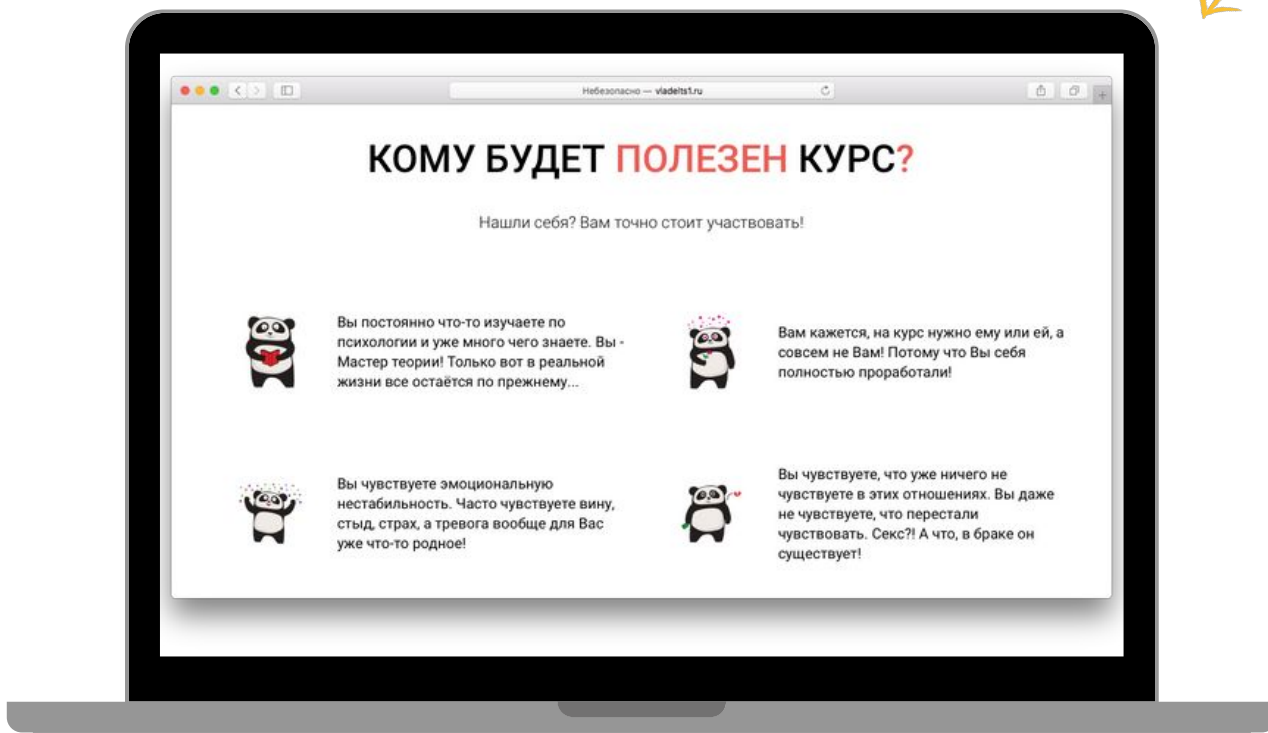 Небезопасно — vladelts1.ru
КОМУ БУДЕТ ПОЛЕЗЕН КУРС?
Нашли себя? Вам точно стоит участвовать!
Вы постоянно что-то изучаете по
психологии и уже много чего знаете. Вы -
Мастер теории! Только вот в реальной
жизни все остаётся по прежнему...
Вам кажется, на курс нужно ему или ей, а
совсем не Вам! Потому что Вы себя
полностью проработали!
Вы чувствуете эмоциональную
нестабильность. Часто чувствуете вину,
стыд, страх, а тревога вообще для Вас
уже что-то родное!
Вы чувствуете, что уже ничего не
чувствуете в этих отношениях. Вы даже
не чувствуете, что перестали
чувствовать. Секс?! А что, в браке он
существует!